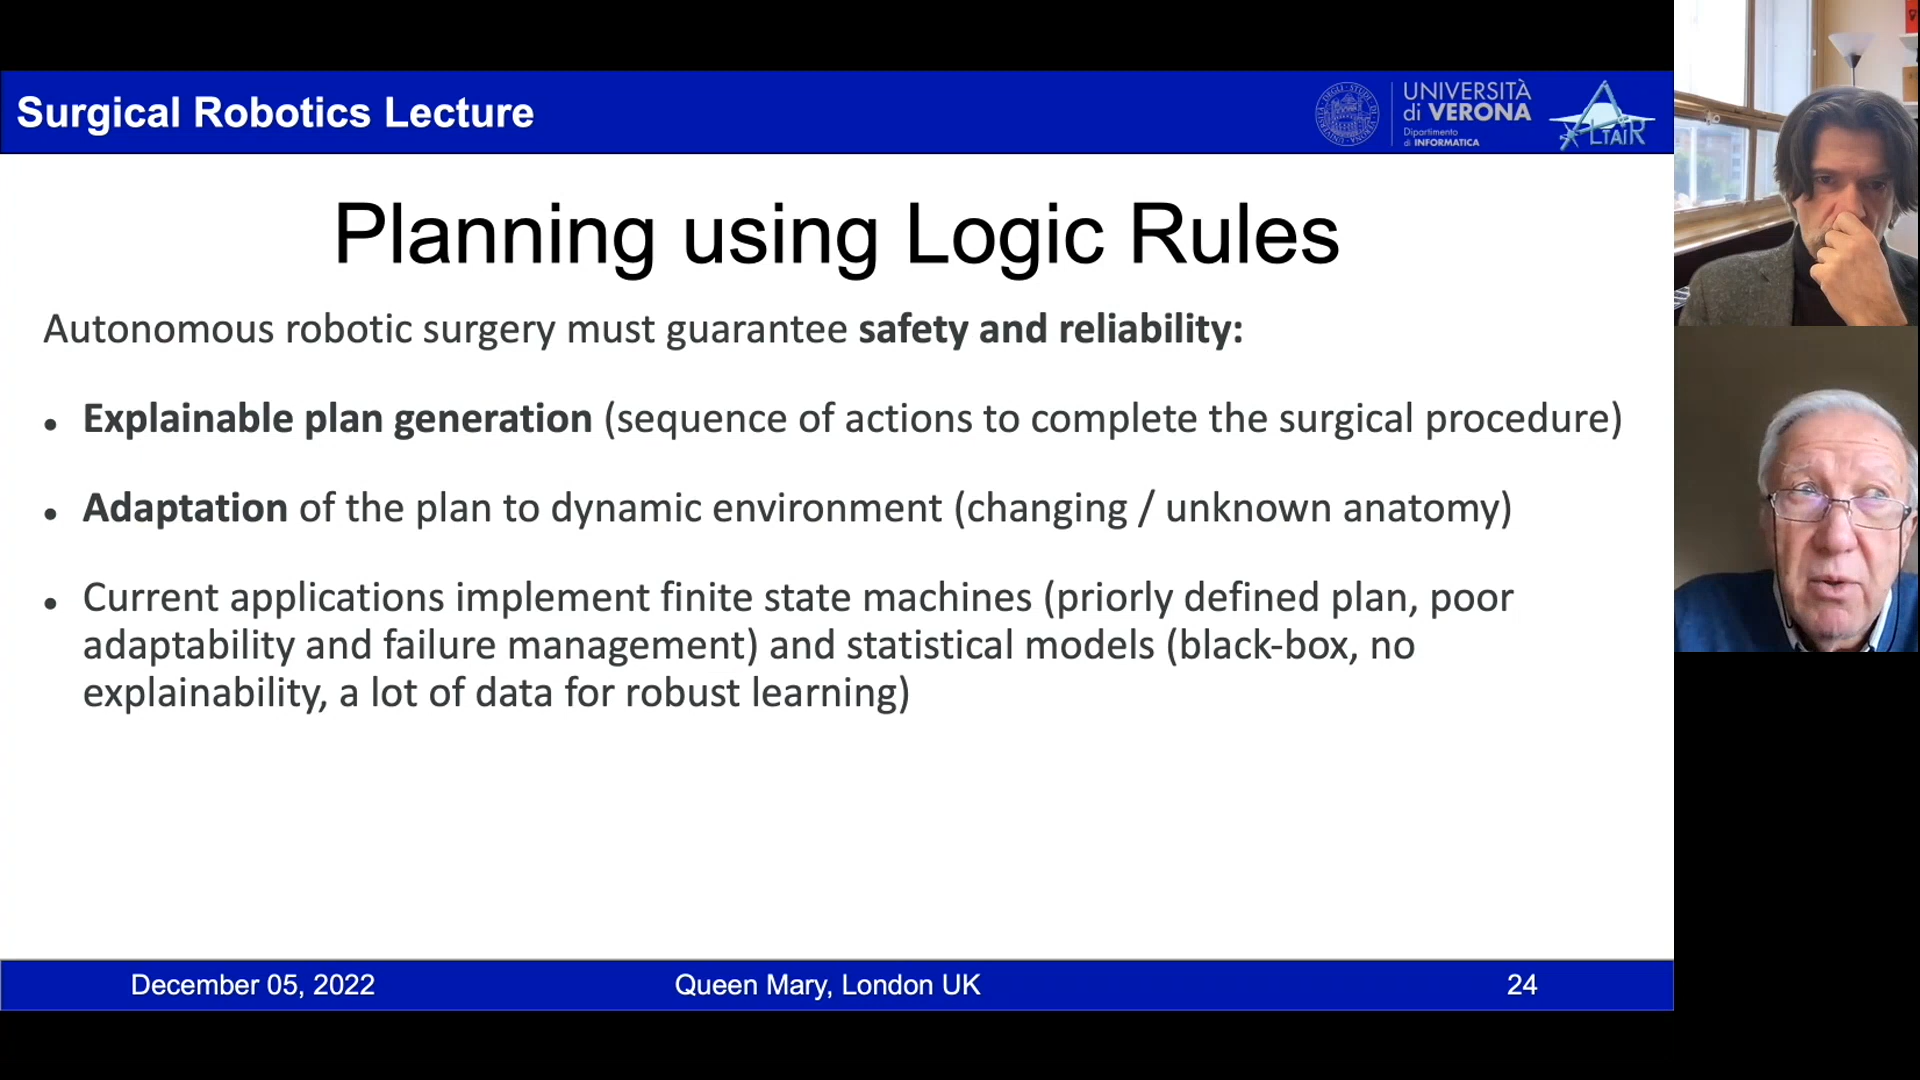 Surgical Robotics Lecture
UNIVERSITÀ
di VERONA
Dipartimento
di INFORMATICA
ALTAIR
Planning using Logic Rules
Autonomous robotic surgery must guarantee safety and reliability:
• Explainable plan generation (sequence of actions to complete the surgical procedure)
• Adaptation of the plan to dynamic environment (changing / unknown anatomy)
• Current applications implement finite state machines (priorly defined plan, poor
adaptability and failure management) and statistical models (black-box, no
explainability, a lot of data for robust learning)
December 05, 2022
Queen Mary, London UK
24